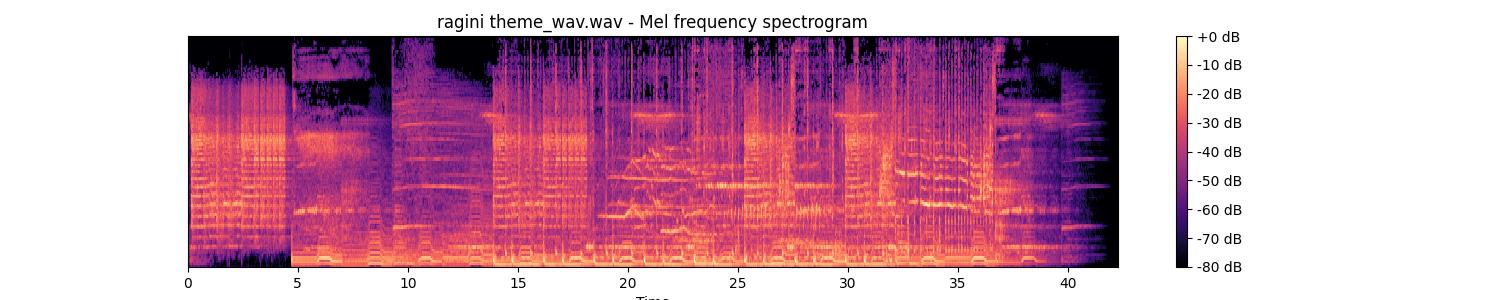 ragini theme_wav.wav - Mel frequency spectrogram
+0 dB
-10 dB
-20 dB
-30 dB
-40 dB
-50 dB
-60 dB
-70 dB
-80 dB
0 5 10 15 20 25 30 35 40
Time